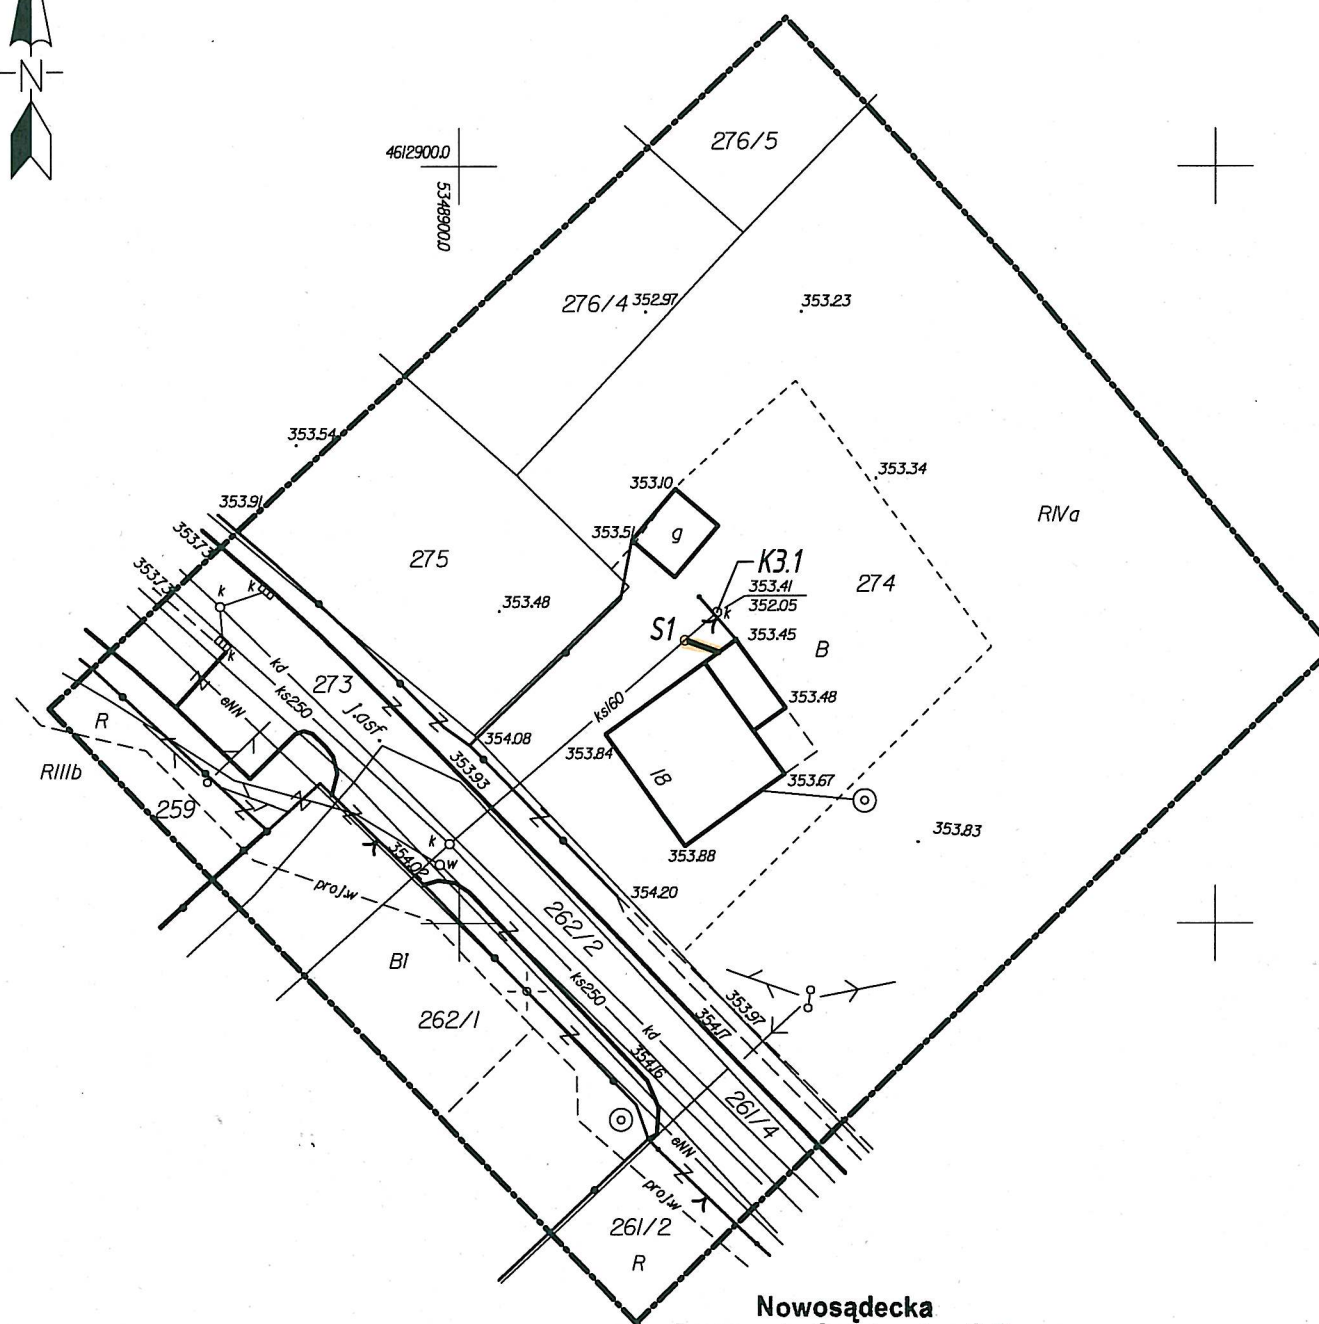 N
276/5
4612900.0
5348900.0
276/4
352.97
353.23
353.54
353.34
353.10
353.91
353.51
g
RIVa
353.73
275
K3.1
353.73
353.41
274
k
k
353.48
352.05
k
S1
353.45
B
k
kd
273
ks160
353.48
eNN
ks250
j.asf.
R
354.08
353.84
RIIIb
353.93
18
353.67
259
353.83
k
w
353.88
354.02
proj.w
354.20
262/2
BI
ks250
353.97
262/1
kd
354.17
354.16
261/4
eNN
proj.w
261/2
R
Nowosądecka